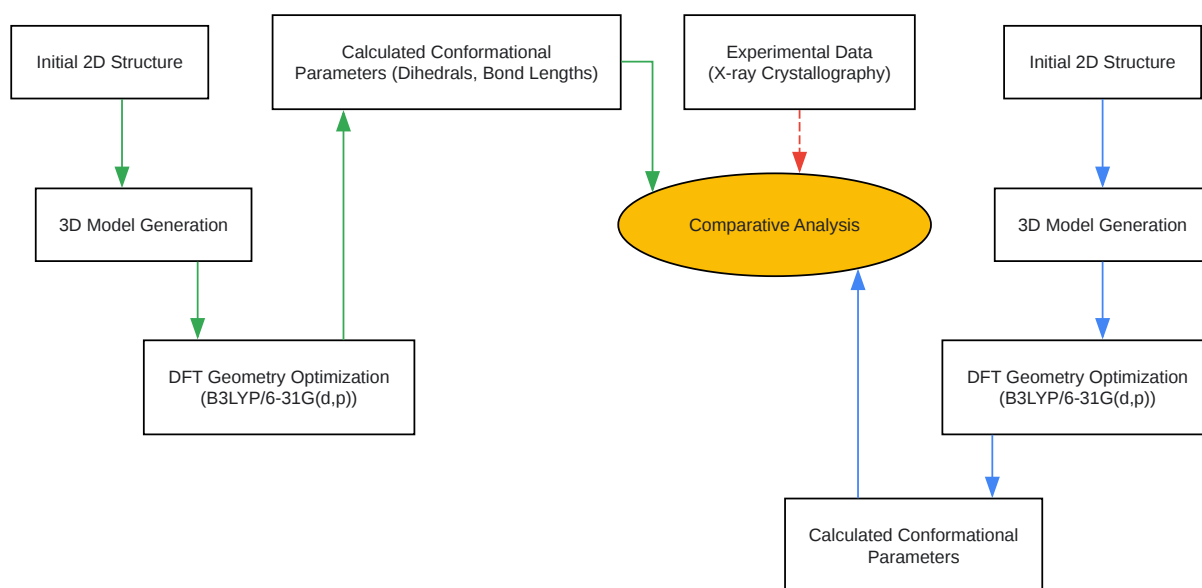 Initial 2D Structure
3D Model Generation
DFT Geometry Optimization
(B3LYP/6-31G(d,p))
Calculated Conformational
Parameters (Dihedrals, Bond Lengths)
Experimental Data
(X-ray Crystallography)
Comparative Analysis
Initial 2D Structure
3D Model Generation
DFT Geometry Optimization
(B3LYP/6-31G(d,p))
Calculated Conformational
Parameters